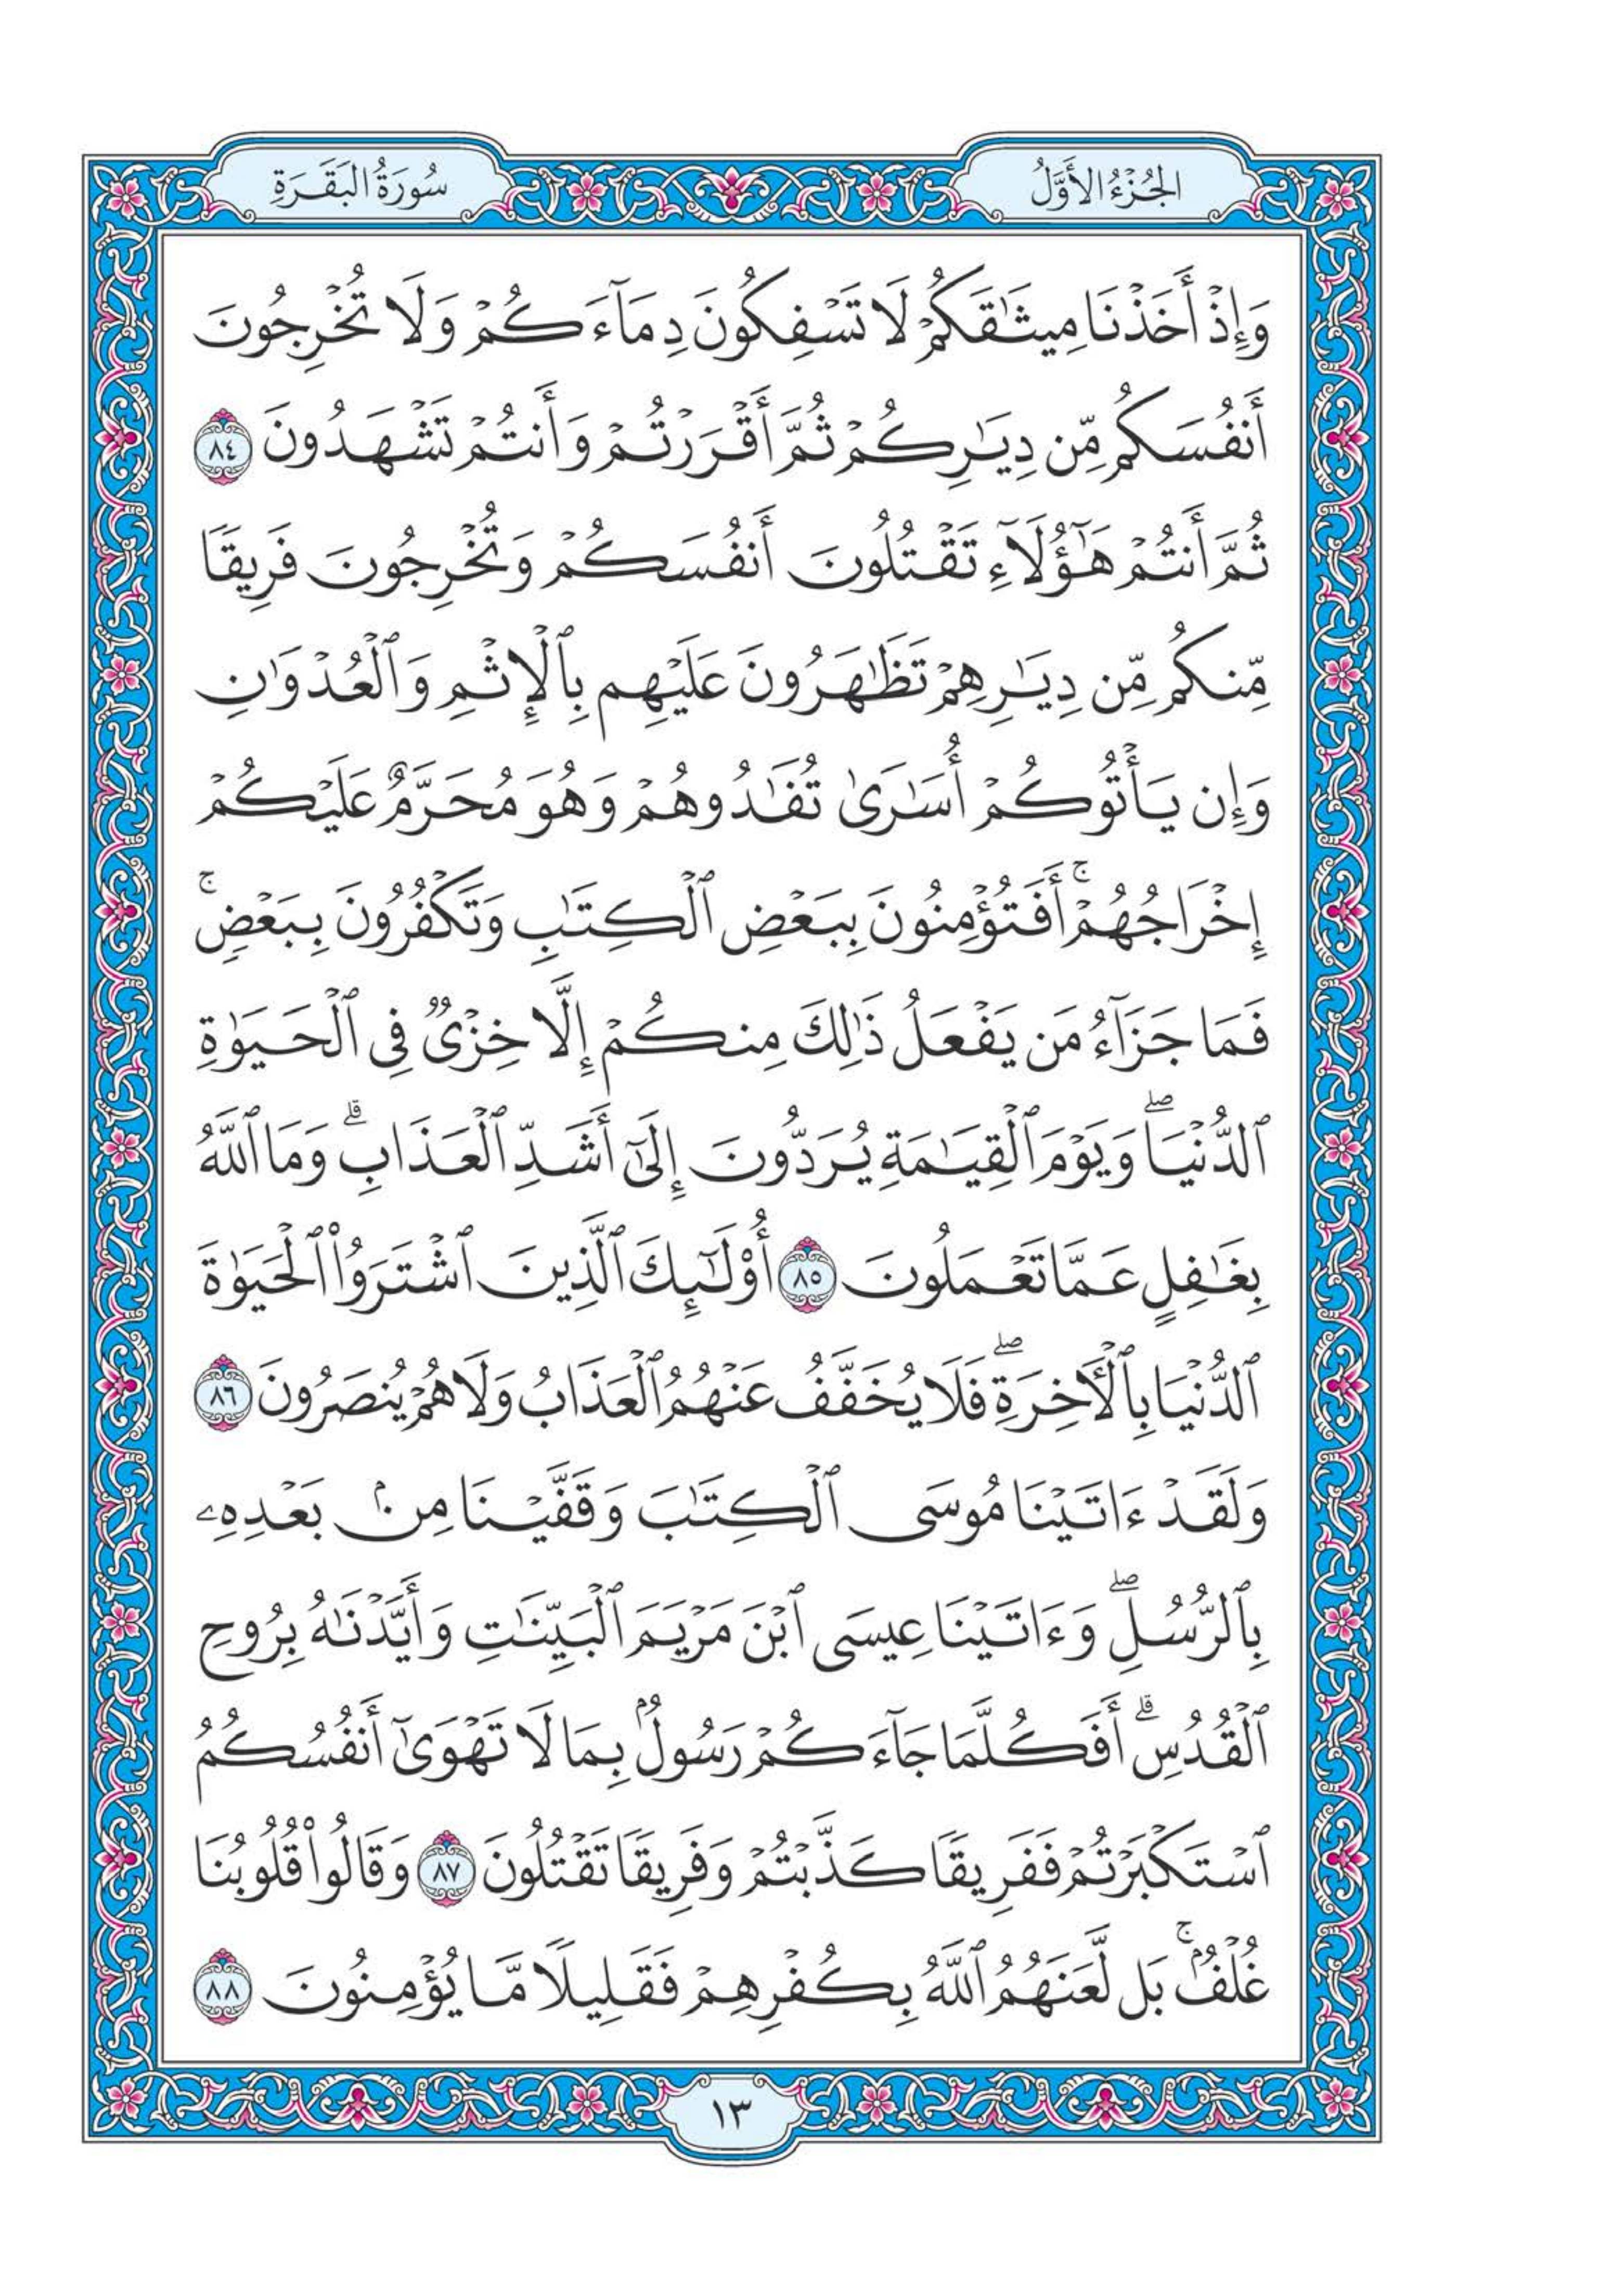 الجُزْءُ الأَوَّلُ
سُورَةُ البَقَرَةِ
وَإِذۡ أَخَذۡنَا مِيثَٰقَكُمۡ لَا تَسۡفِكُونَ دِمَآءَكُمۡ وَلَا تُخۡرِجُونَ
أَنفُسَكُم مِّن دِيَٰرِكُمۡ ثُمَّ أَقۡرَرۡتُمۡ وَأَنتُمۡ تَشۡهَدُونَ ٨٤
ثُمَّ أَنتُمۡ هَٰٓؤُلَآءِ تَقۡتُلُونَ أَنفُسَكُمۡ وَتُخۡرِجُونَ فَرِيقٗا
مِّنكُم مِّن دِيَٰرِهِمۡ تَظَٰهَرُونَ عَلَيۡهِم بِٱلۡإِثۡمِ وَٱلۡعُدۡوَٰنِ
وَإِن يَأۡتُوكُمۡ أُسَٰرَىٰ تُفَٰدُوهُمۡ وَهُوَ مُحَرَّمٌ عَلَيۡكُمۡ
إِخۡرَاجُهُمۡۚ أَفَتُؤۡمِنُونَ بِبَعۡضِ ٱلۡكِتَٰبِ وَتَكۡفُرُونَ بِبَعۡضٖۚ
فَمَا جَزَآءُ مَن يَفۡعَلُ ذَٰلِكَ مِنكُمۡ إِلَّا خِزۡيٞ فِي ٱلۡحَيَوٰةِ
ٱلدُّنۡيَاۖ وَيَوۡمَ ٱلۡقِيَٰمَةِ يُرَدُّونَ إِلَىٰٓ أَشَدِّ ٱلۡعَذَابِۗ وَمَا ٱللَّهُ
بِغَٰفِلٍ عَمَّا تَعۡمَلُونَ ٨٥ أُوْلَٰٓئِكَ ٱلَّذِينَ ٱشۡتَرَوُاْ ٱلۡحَيَوٰةَ
ٱلدُّنۡيَا بِٱلۡأٓخِرَةِۖ فَلَا يُخَفَّفُ عَنۡهُمُ ٱلۡعَذَابُ وَلَا هُمۡ يُنصَرُونَ ٨٦
وَلَقَدۡ ءَاتَيۡنَا مُوسَى ٱلۡكِتَٰبَ وَقَفَّيۡنَا مِنۢ بَعۡدِهِۦ
بِٱلرُّسُلِۖ وَءَاتَيۡنَا عِيسَى ٱبۡنَ مَرۡيَمَ ٱلۡبَيِّنَٰتِ وَأَيَّدۡنَٰهُ بِرُوحِ
ٱلۡقُدُسِۗ أَفَكُلَّمَا جَآءَكُمۡ رَسُولُۢ بِمَا لَا تَهۡوَىٰٓ أَنفُسُكُمُ
ٱسۡتَكۡبَرۡتُمۡ فَفَرِيقٗا كَذَّبۡتُمۡ وَفَرِيقٗا تَقۡتُلُونَ ٨٧ وَقَالُواْ قُلُوبُنَا
غُلۡفُۢۚ بَل لَّعَنَهُمُ ٱللَّهُ بِكُفۡرِهِمۡ فَقَلِيلٗا مَّا يُؤۡمِنُونَ ٨٨
١٣